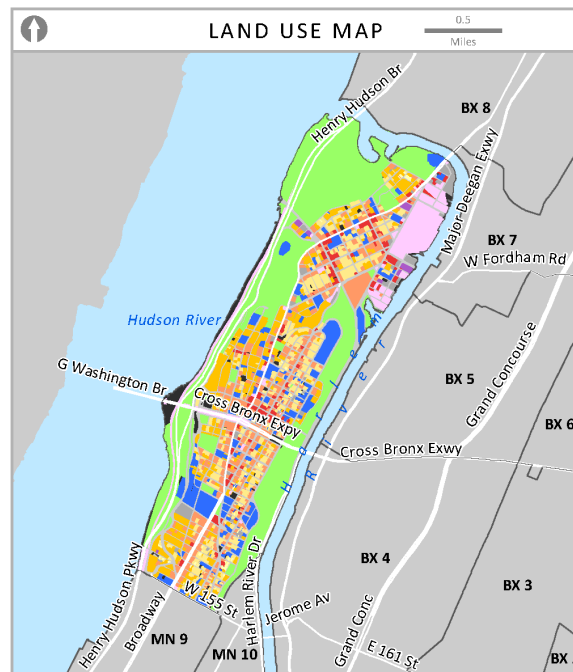 LAND USE MAP
0.5
Miles
Henry Hudson Br
BX 8
Major Deegan Exwy
BX 7
W Fordham Rd
Hudson River
Harlem
River
G Washington Br
BX 5
Grand Concourse
Cross Bronx Expy
BX 6
Cross Bronx Exwy
BX 4
BX 3
Henry Hudson Pkwy
Broadway
W 155 St
Harlem River Dr
Jerome Av
Grand Conc
E 161 St
MN 9
MN 10
BX